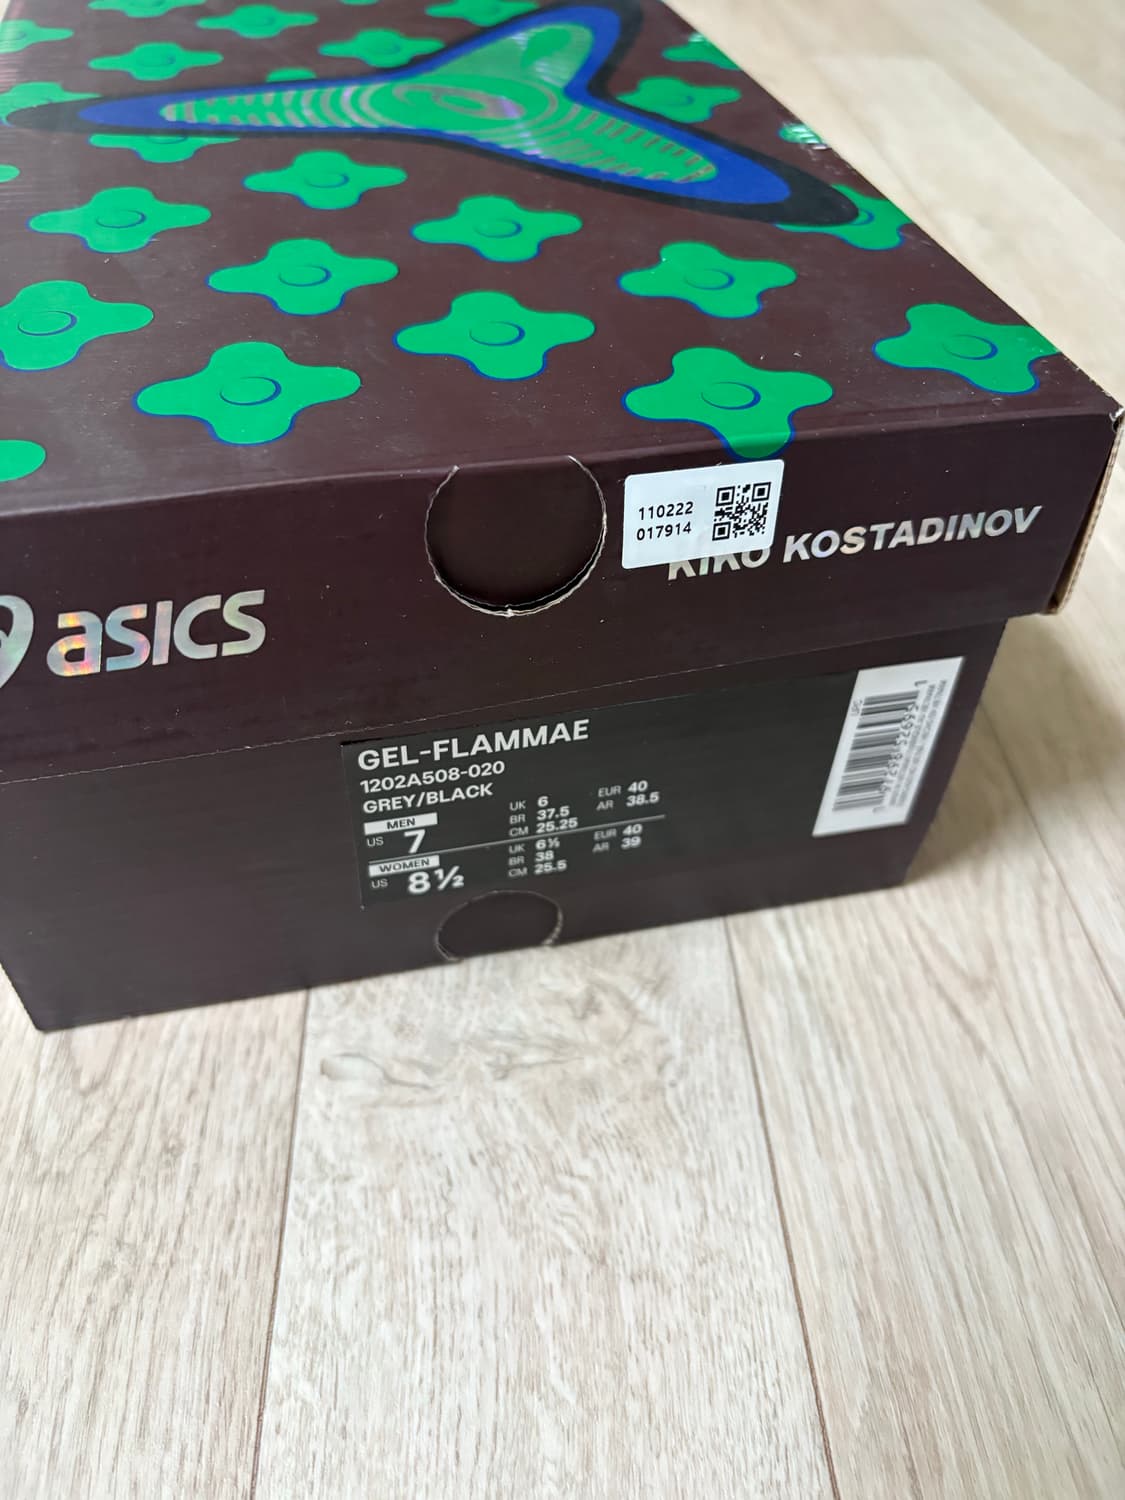 110222
017914
KIKO KOSTADINOV
asics
GEL-FLAMMAE
1202A508-020
GREY/BLACK
MEN
US 7
UK 6
BR 37.5
CM 25.25
EUR 40
AR 38.5
WOMEN
US 8½
UK 6½
BR 38
CM 25.5
EUR 40
AR 39
UPC